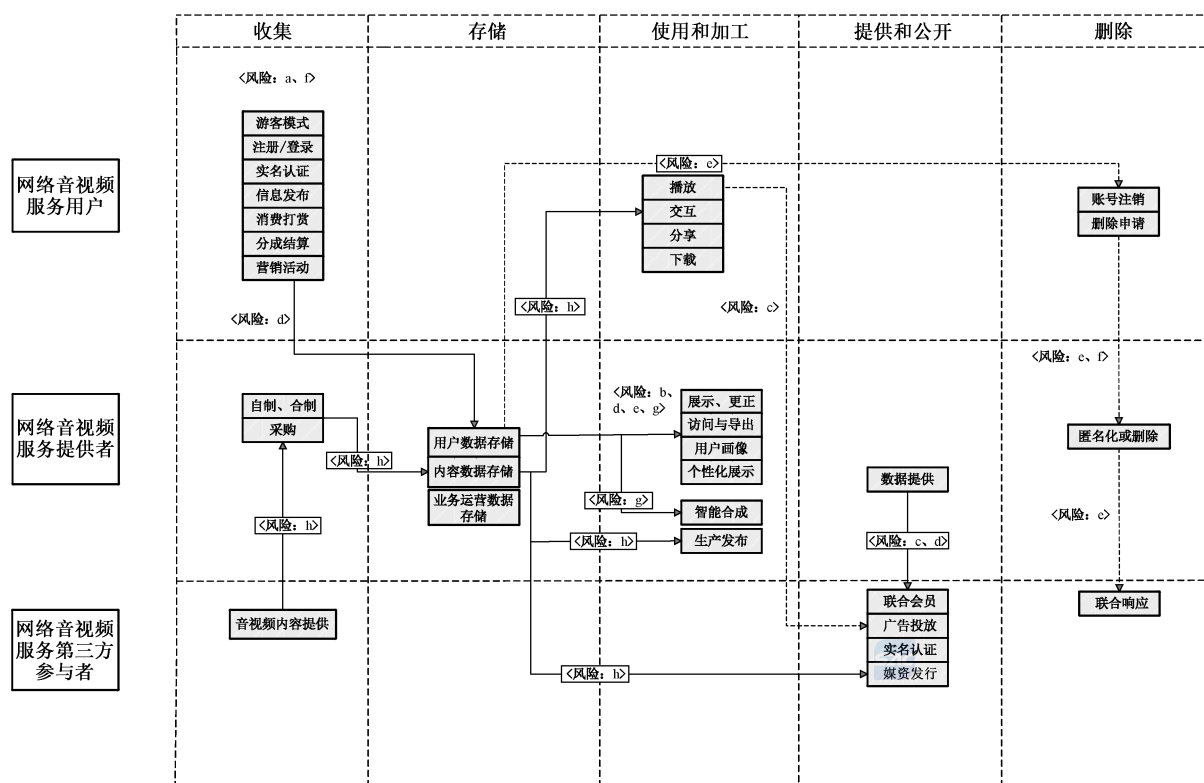 收集 存储 使用和加工 提供和公开 删除
<风险：a、f>
游客模式
注册/登录
实名认证
信息发布
消费打赏
分成结算
营销活动
网络音视频
服务用户
<风险：e>
播放
交互
分享
下载
账号注销
删除申请
<风险：h>
<风险：c>
<风险：d>
<风险：e、f>
网络音视频
服务提供者
自制、合制
采购
<风险：h>
用户数据存储
内容数据存储
业务运营数据
存储
<风险：b、
d、e、g>
展示、更正
访问与导出
用户画像
个性化展示
<风险：g>
智能合成
<风险：h>
生产发布
数据提供
<风险：c、d>
匿名化或删除
<风险：e>
<风险：h>
网络音视频
服务第三方
参与者
音视频内容提供
<风险：h>
联合会员
广告投放
实名认证
媒资发行
联合响应